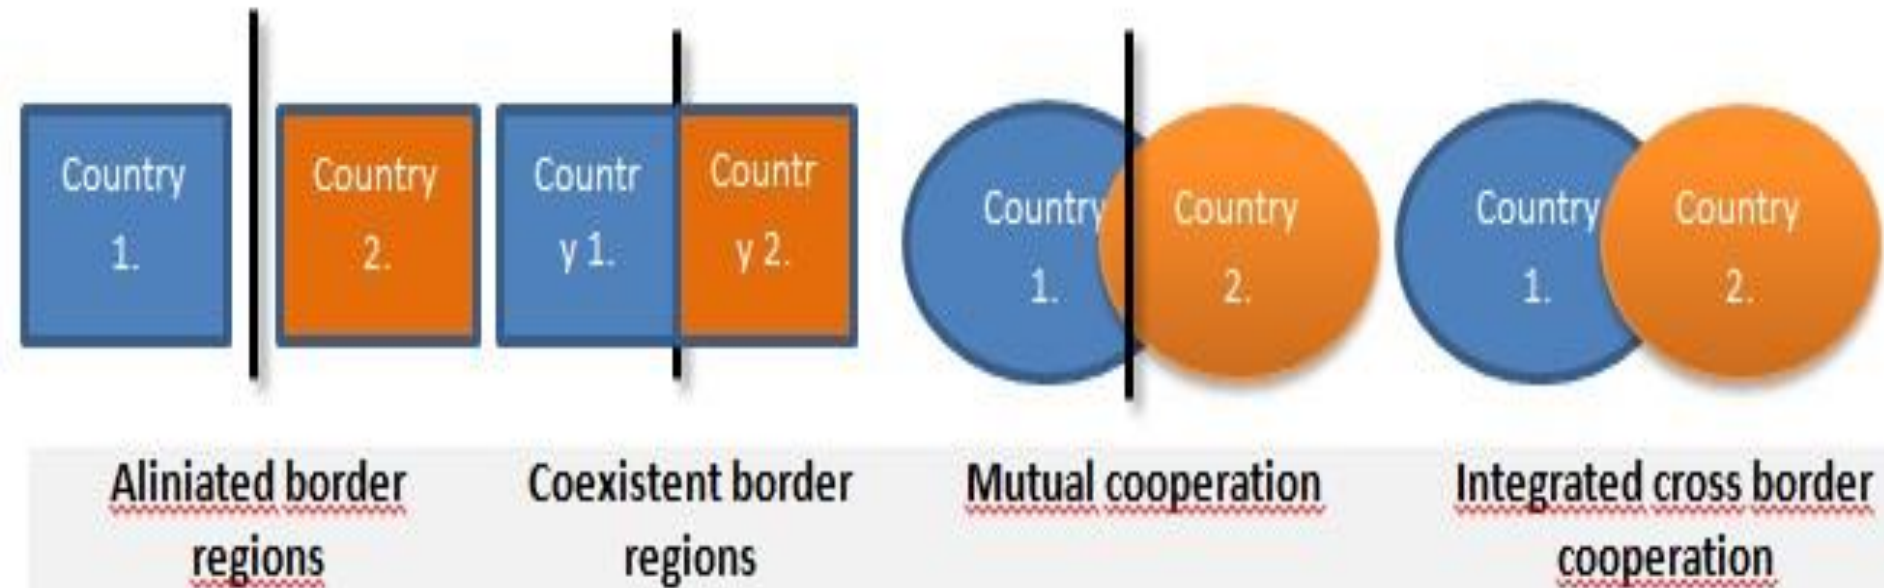 Country
1.
Country
2.
Countr
y 1.
Countr
y 2.
Country
1.
Country
2.
Country
1.
Country
2.
Aliniated border
regions
Coexistent border
regions
Mutual cooperation
Integrated cross border
cooperation